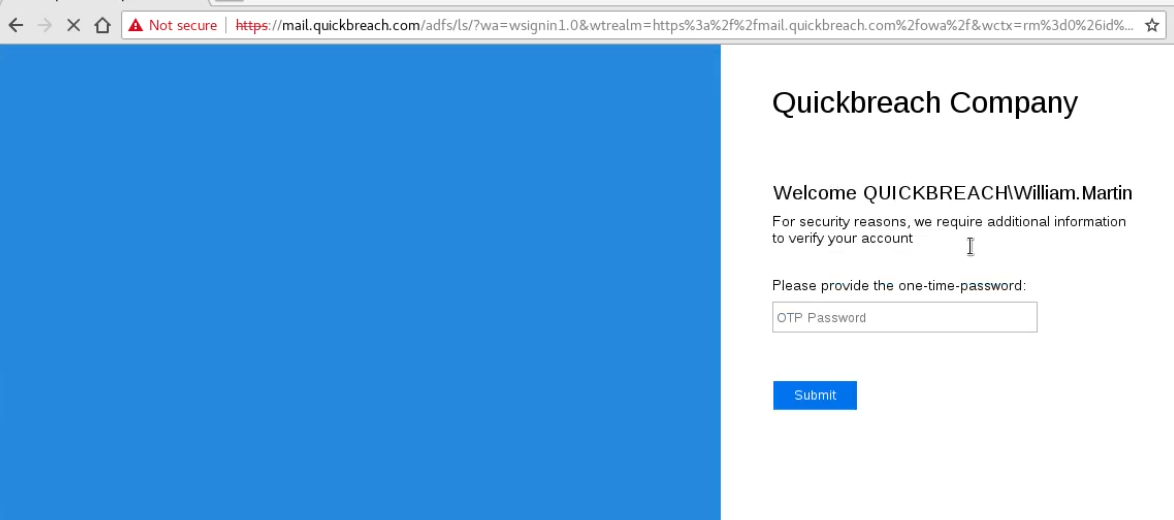 Not secure https://mail.quickbreach.com/adfs/ls/?wa=wsignin1.0&wtrealm=https%3a%2f%2fmail.quickbreach.com%2fowa%2f&wctx=rm%3d0%26id%...
Quickbreach Company
Welcome QUICKBREACH\William.Martin
For security reasons, we require additional information
to verify your account
Please provide the one-time-password:
OTP Password
Submit